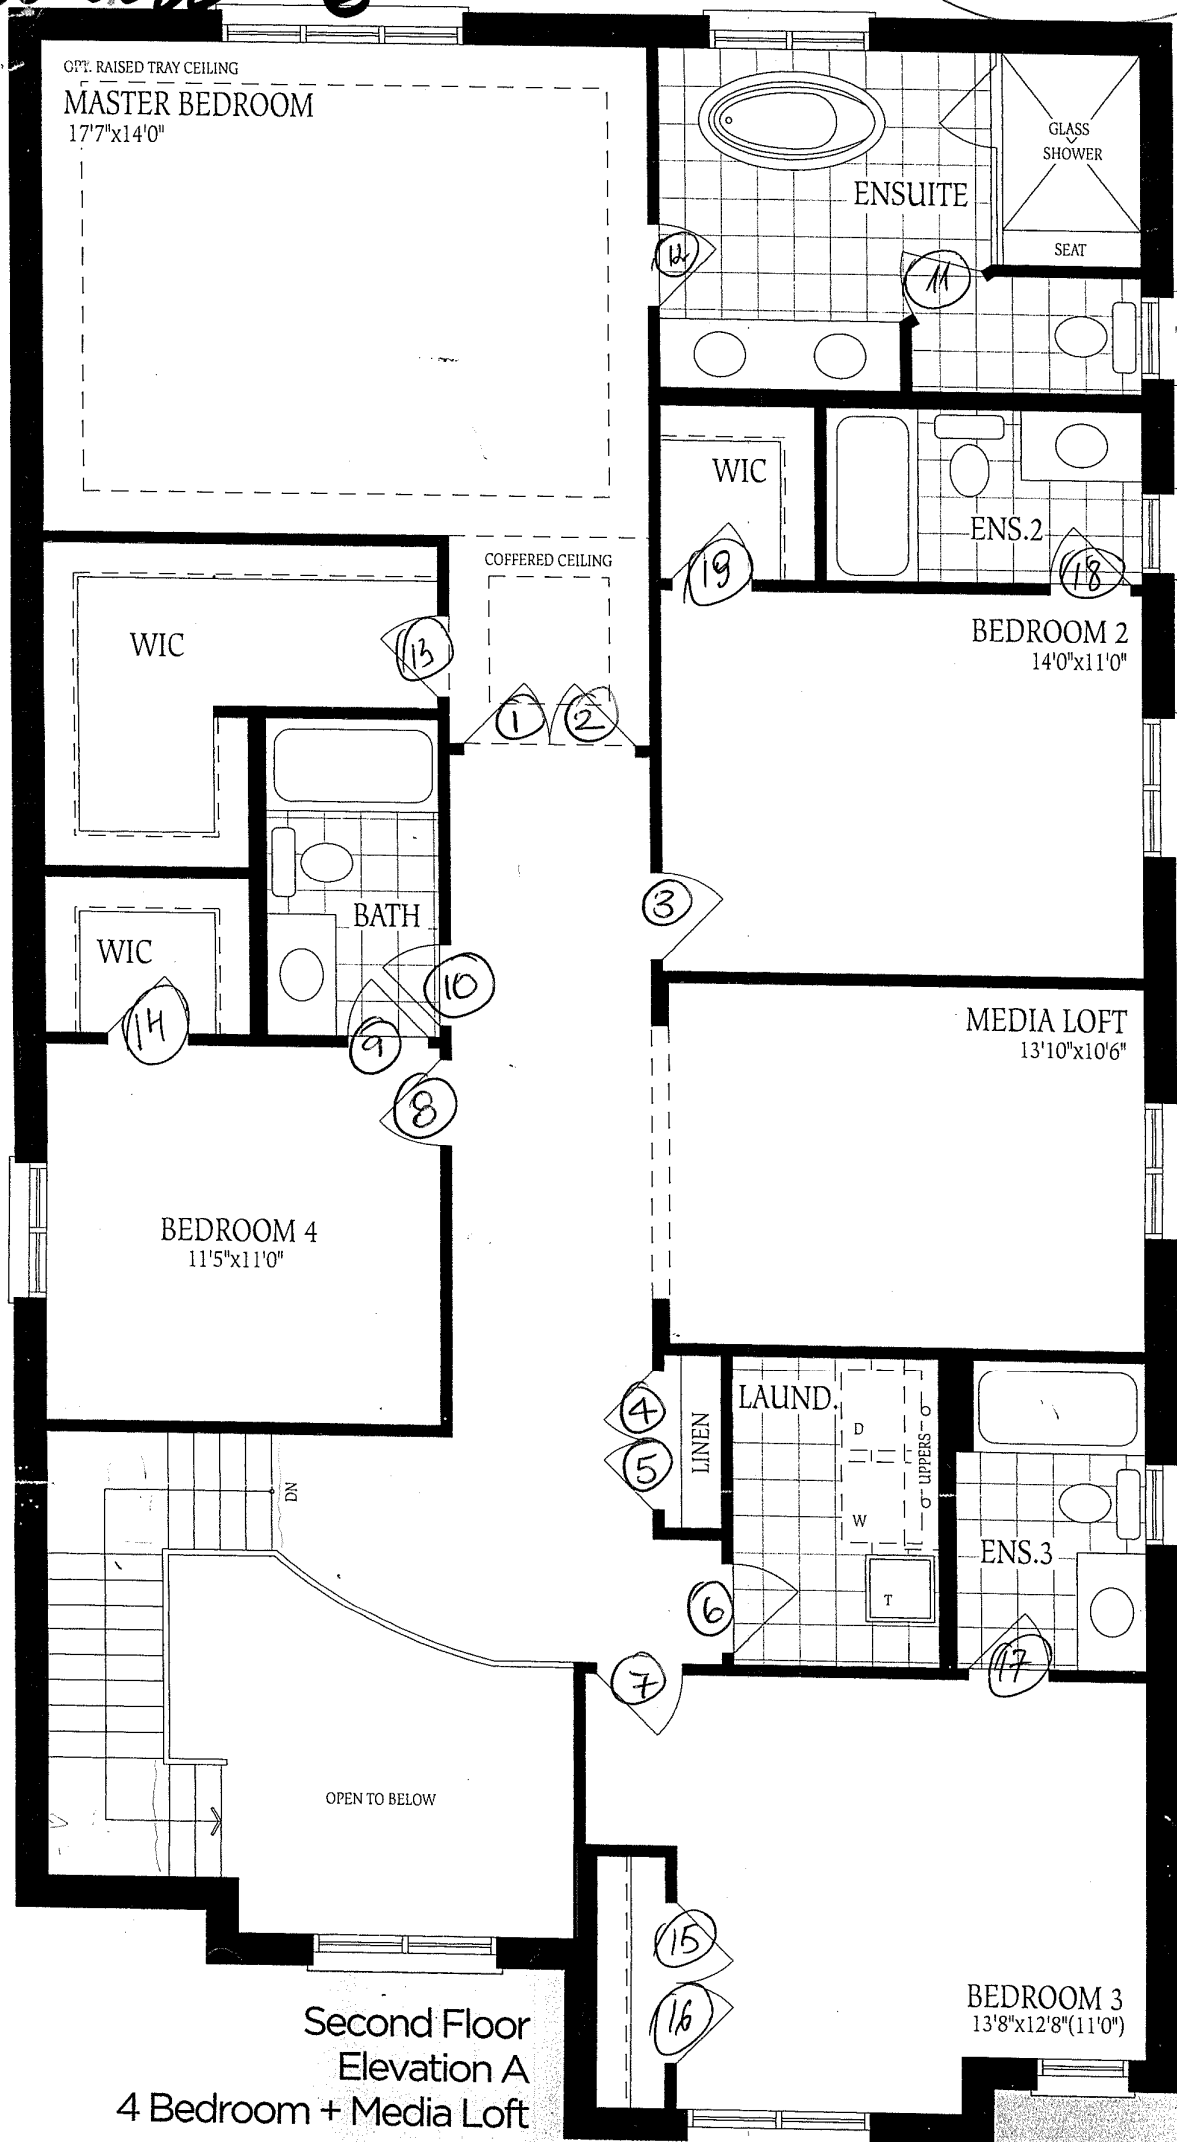 OPT. RAISED TRAY CEILING
MASTER BEDROOM
17'7"x14'0"
GLASS
SHOWER
ENSUITE
SEAT
12
11
WIC
ENS.2
19
18
COFFERED CEILING
BEDROOM 2
14'0"x11'0"
WIC
13
1
2
3
BATH
WIC
10
14
9
8
MEDIA LOFT
13'10"x10'6"
BEDROOM 4
11'5"x11'0"
4
5
LINEN
LAUND.
D
UPPERS
W
T
DN
ENS.3
6
7
17
OPEN TO BELOW
15
16
BEDROOM 3
13'8"x12'8"(11'0")
Second Floor
Elevation A
4 Bedroom + Media Loft